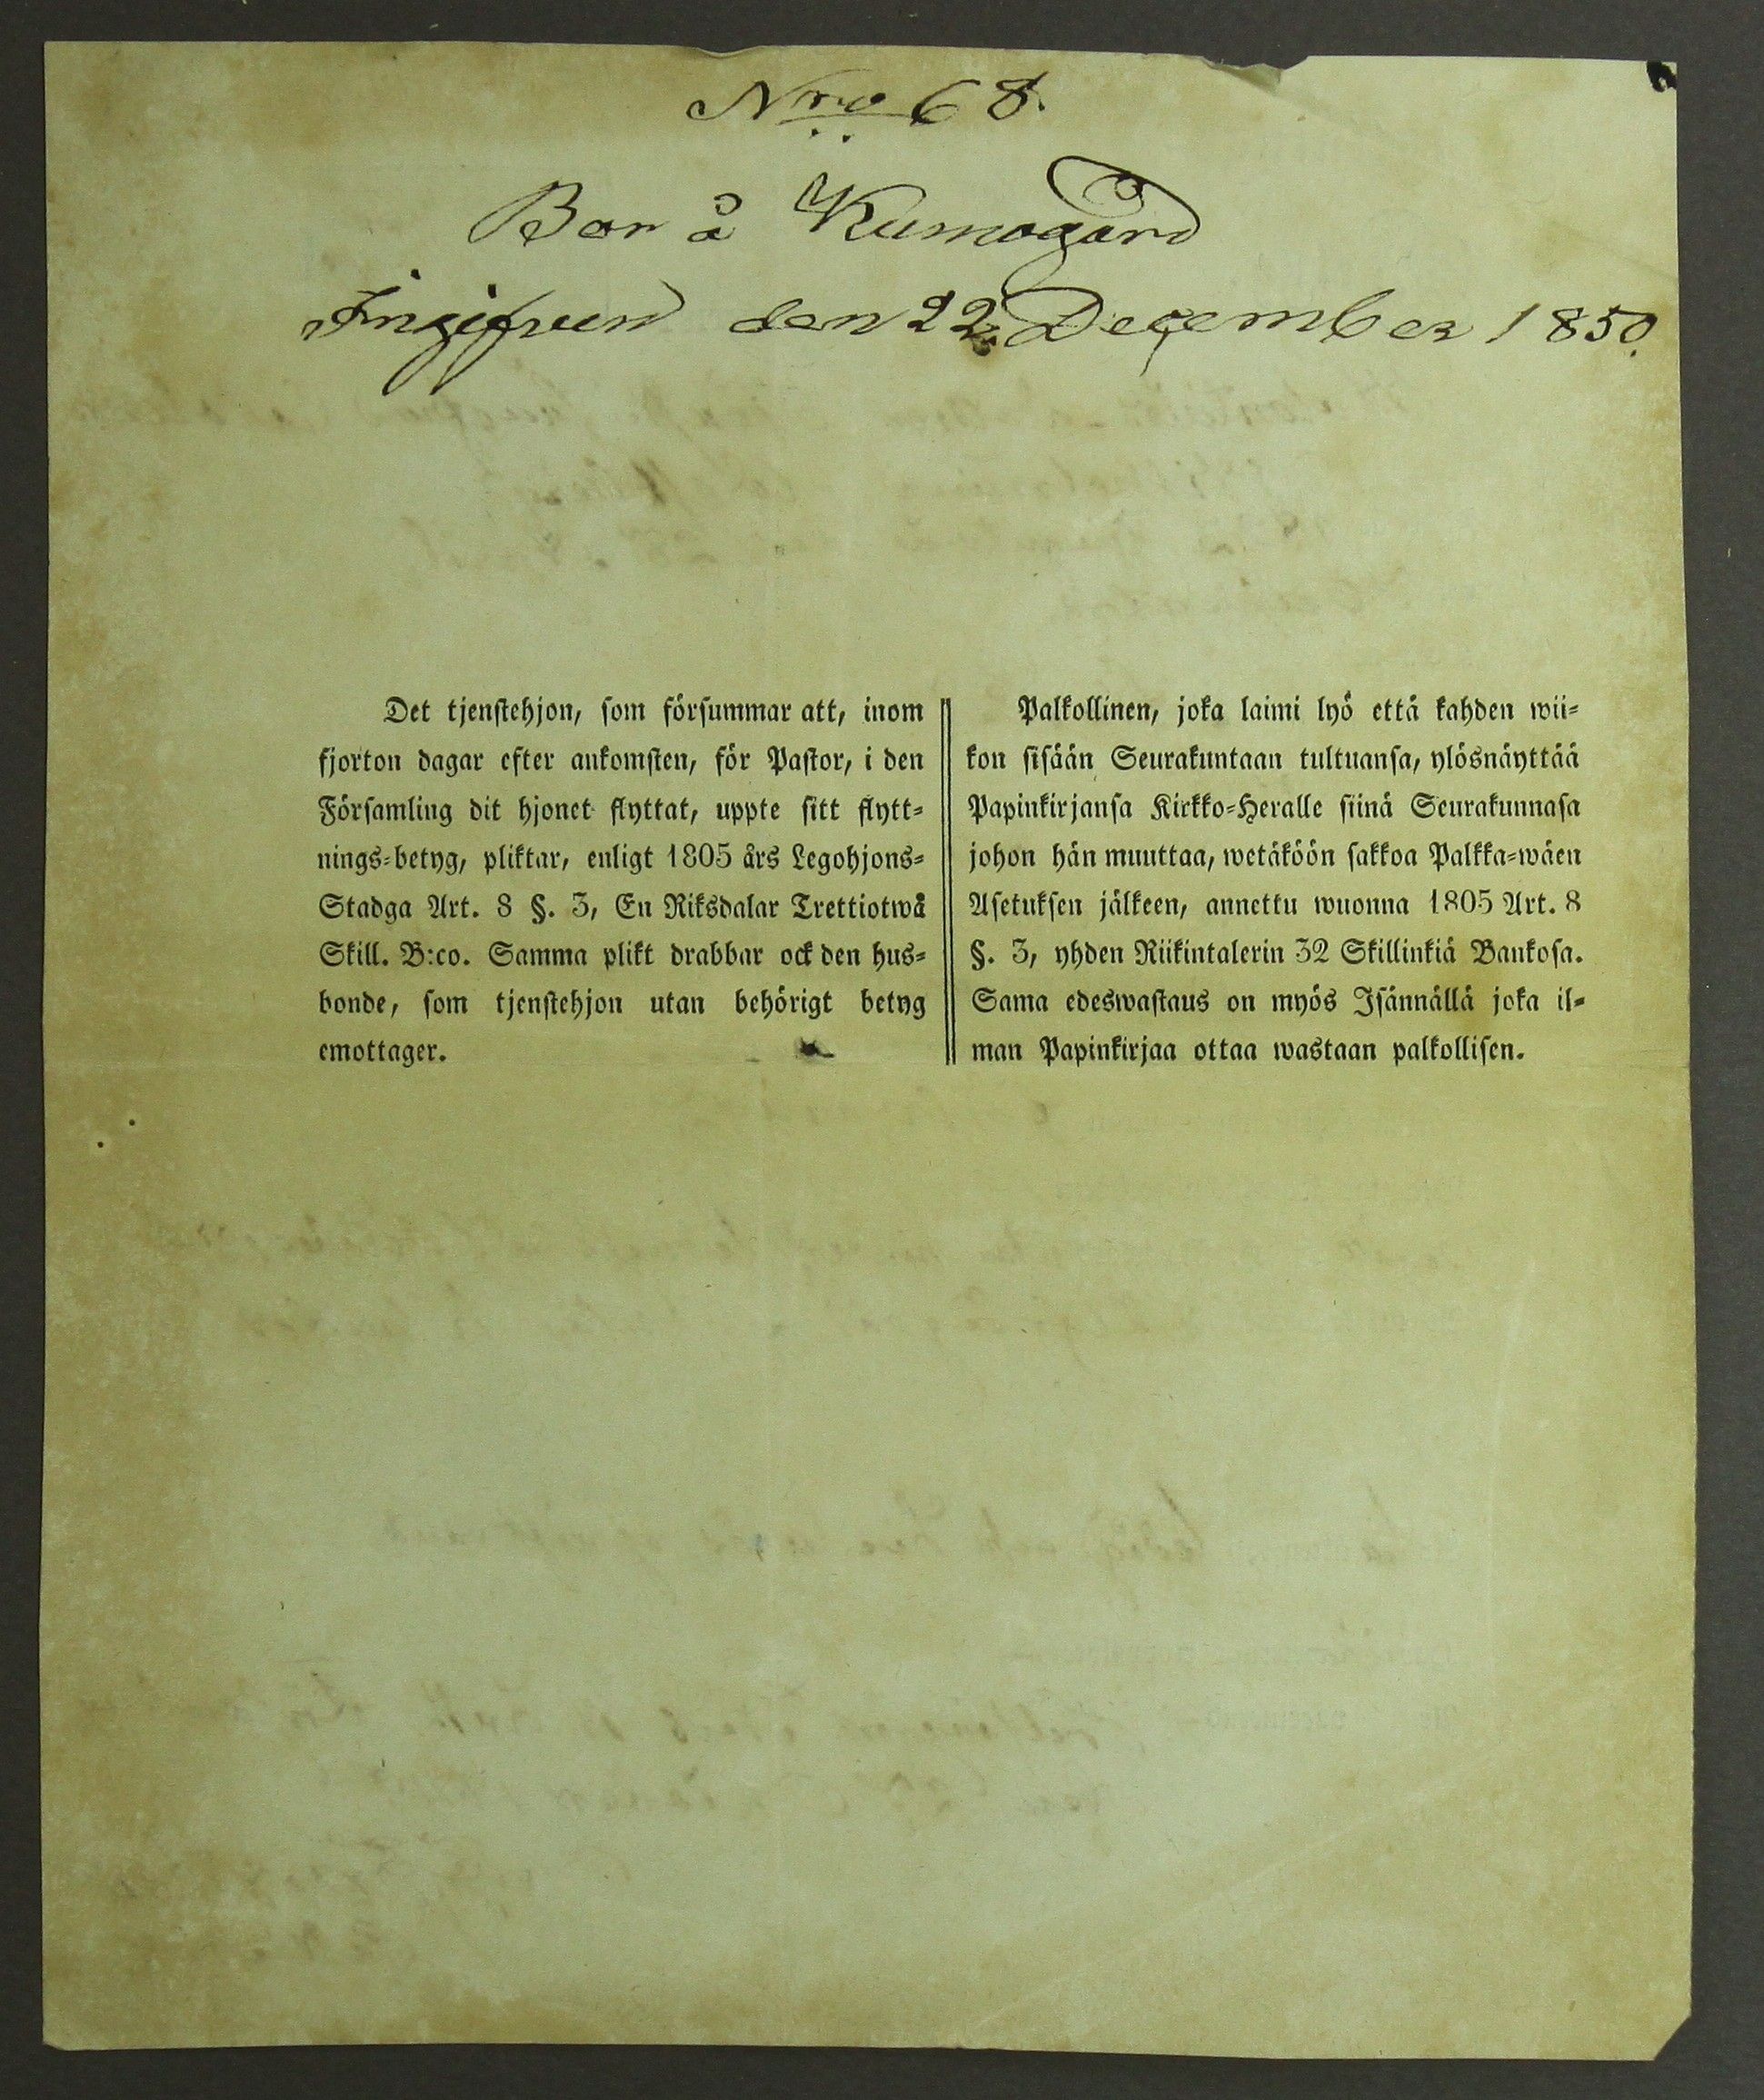 Nro 68.
Bor å Kumogård
Ingifven den 22 December 1850.
Det tjenstehjon, som försummar att, inom
fjorton dagar efter ankomsten, för Pastor, i den
Församling dit hjonet flyttat, uppte sitt flytt=
nings=betyg, pliktar, enligt 1805 års Legohjons=
Stadga Art. 8 §. 3, En Riksdalar Trettiotwå
Skill. B:co. Samma plikt drabbar ock den hus=
bonde, som tjenstehjon utan behörigt betyg
emottager.
Palkollinen, joka laimi lyö että kahden wii=
kon sisään Seurakuntaan tultuansa, ylösnäyttää
Papinkirjansa Kirkko=Heralle siinä Seurakunnasa
johon hän muuttaa, wetäköön sakkoa Palkka=wäen
Asetuksen jälkeen, annettu wuonna 1805 Art. 8
§. 3, yhden Riikintalerin 32 Skillinkiä Bankosa.
Sama edeswastaus on myös Isännällä joka il=
man Papinkirjaa ottaa wastaan palkollisen.